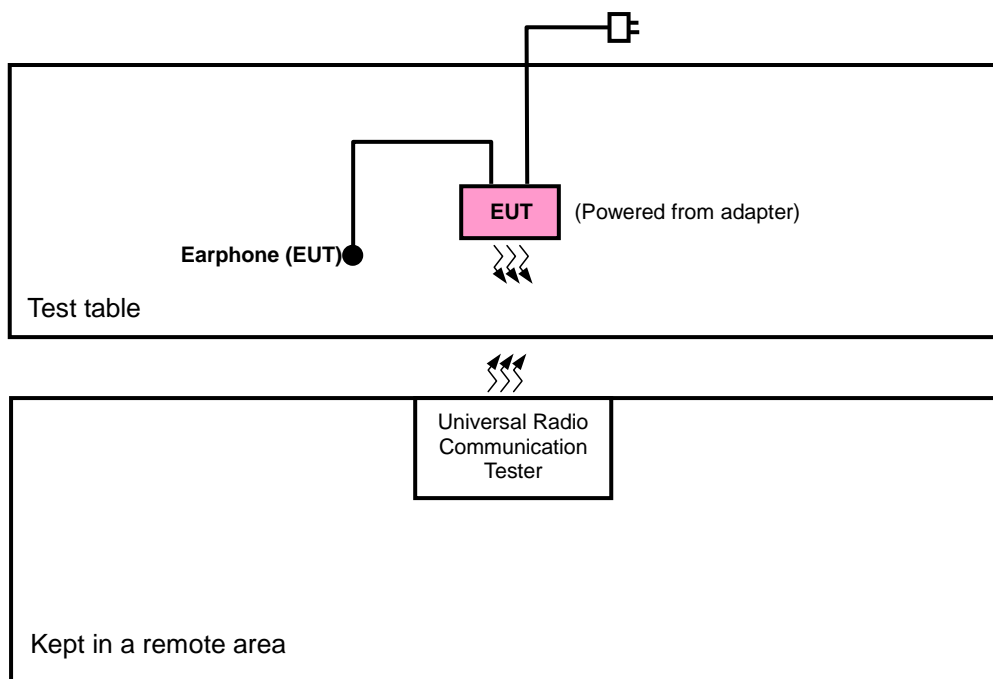 EUT
(Powered from adapter)
Earphone (EUT)
Test table
Universal Radio
Communication
Tester
Kept in a remote area